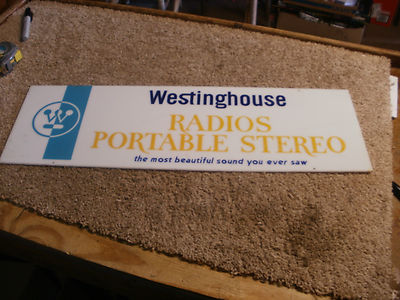 Westinghouse
W
RADIOS
PORTABLE STEREO
the most beautiful sound you ever saw